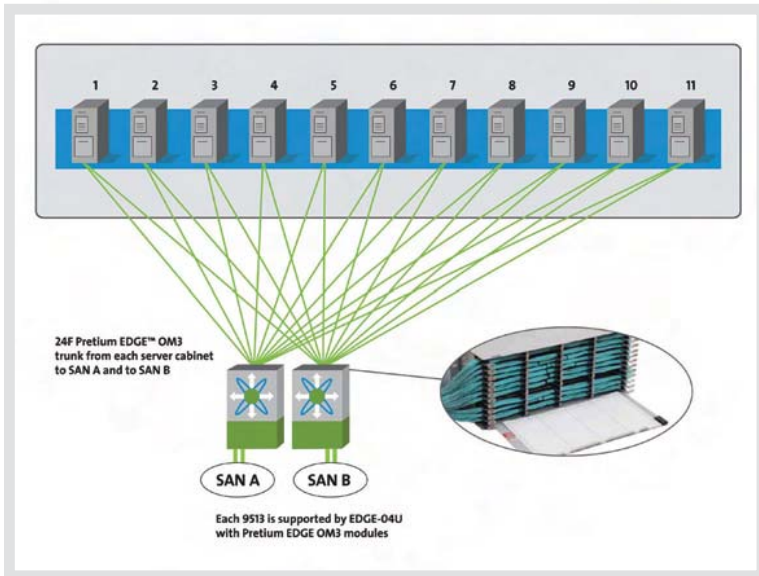 1 2 3 4 5 6 7 8 9 10 11
24F Pretium EDGE™ OM3
trunk from each server cabinet
to SAN A and to SAN B
SAN A SAN B
Each 9513 is supported by EDGE-04U
with Pretium EDGE OM3 modules